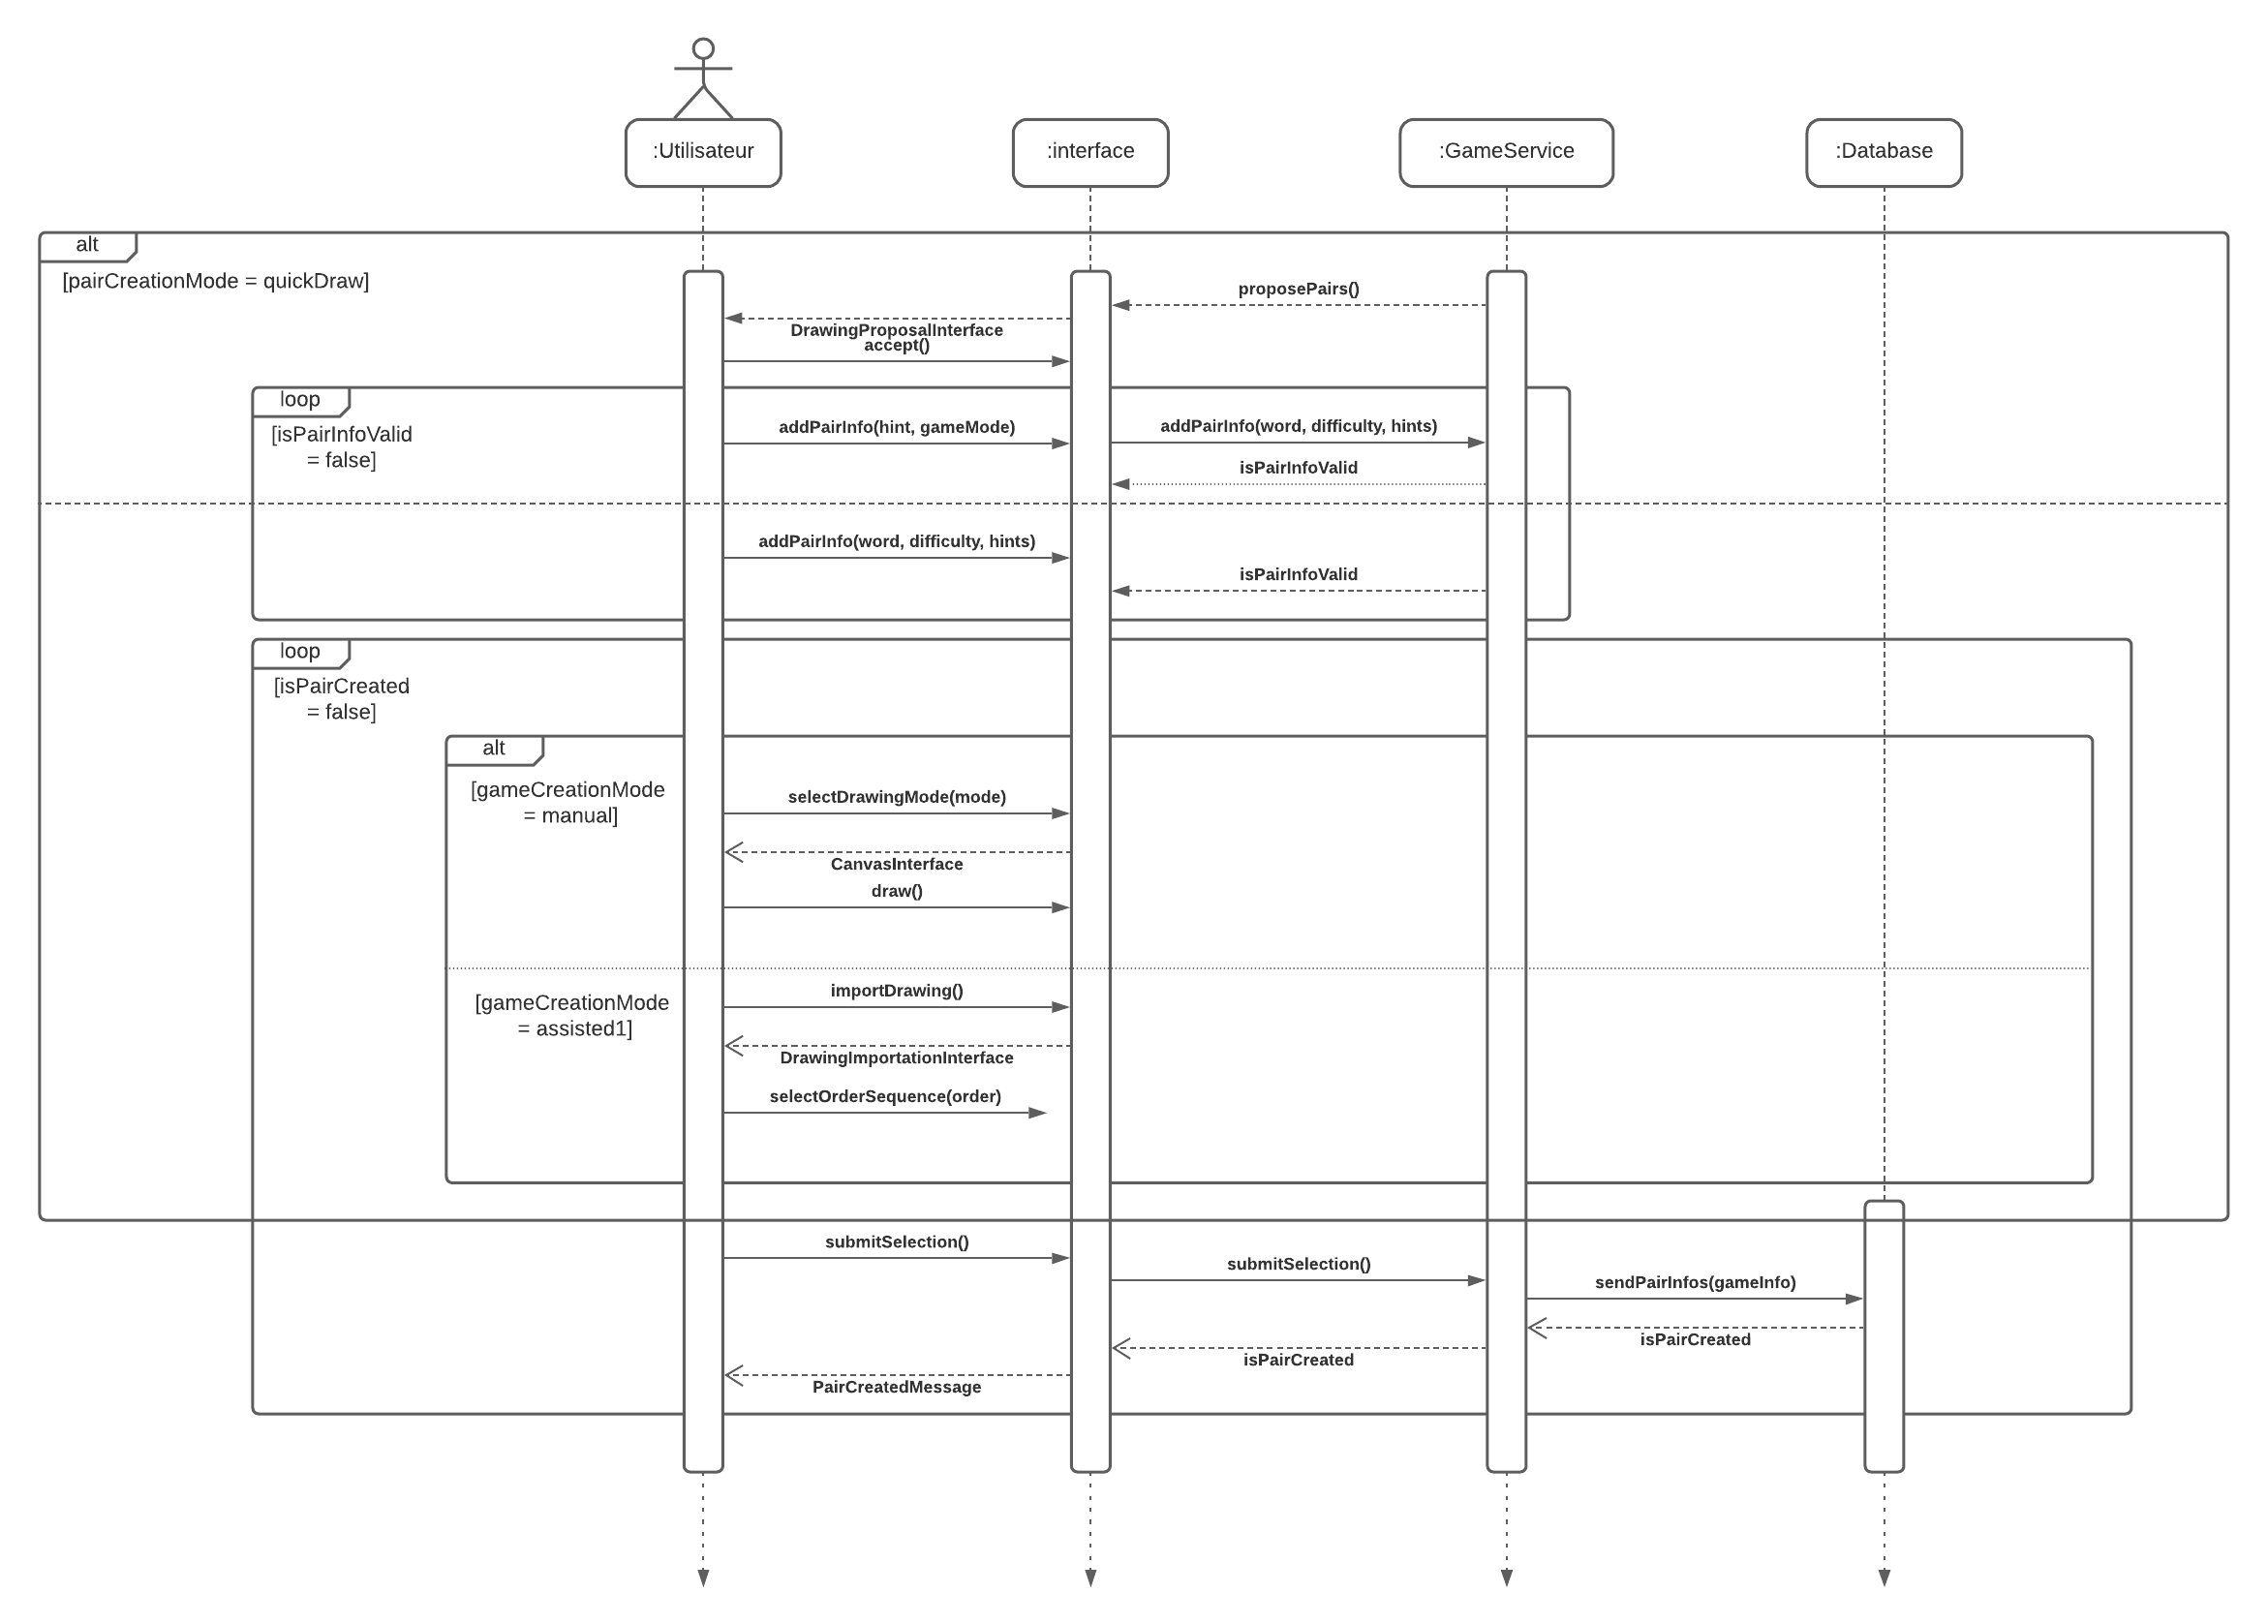 :Utilisateur
:interface
:GameService
:Database
alt
[pairCreationMode = quickDraw]
proposePairs()
DrawingProposalInterface
accept()
loop
[isPairInfoValid
= false]
addPairInfo(hint, gameMode)
addPairInfo(word, difficulty, hints)
isPairInfoValid
addPairInfo(word, difficulty, hints)
isPairInfoValid
loop
[isPairCreated
= false]
alt
[gameCreationMode
= manual]
selectDrawingMode(mode)
CanvasInterface
draw()
[gameCreationMode
= assisted1]
importDrawing()
DrawingImportationInterface
selectOrderSequence(order)
submitSelection()
submitSelection()
sendPairInfos(gameInfo)
isPairCreated
isPairCreated
PairCreatedMessage